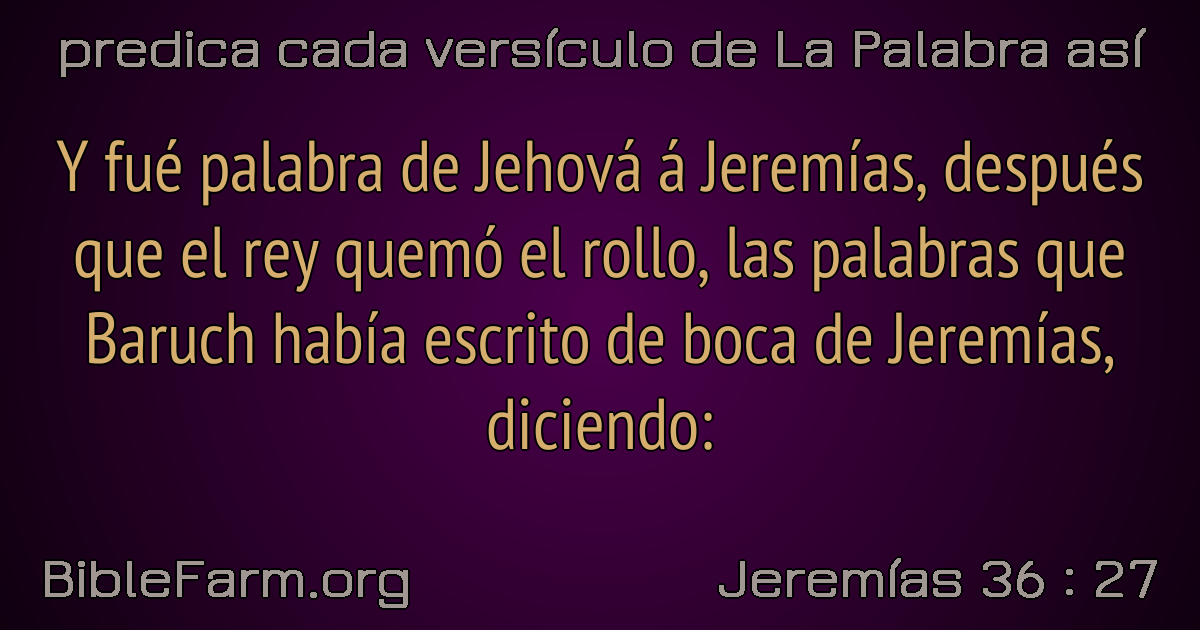 predica cada versículo de La Palabra así
Y fué palabra de Jehová á Jeremías, después
que el rey quemó el rollo, las palabras que
Baruch había escrito de boca de Jeremías,
diciendo:
BibleFarm.org
Jeremías 36 : 27